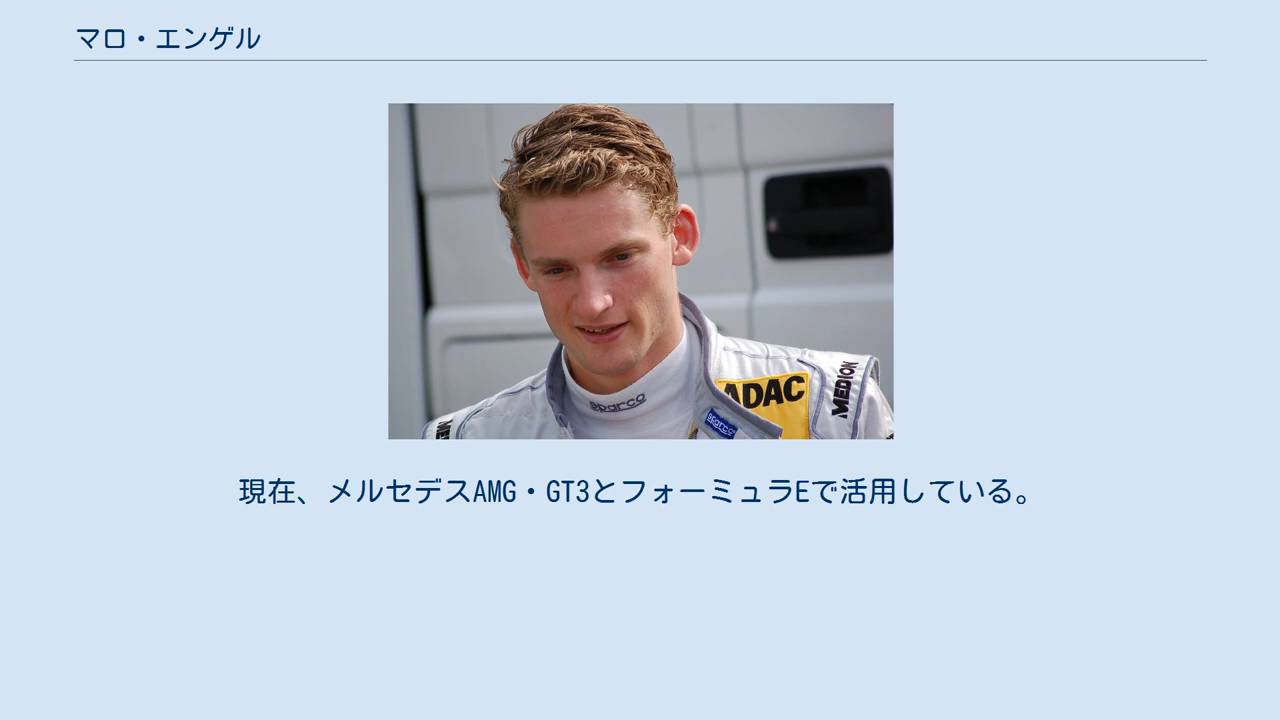 マロ・エンゲル
sparco
ADAC
MEDION
sparco
現在、メルセデスAMG・GT3とフォーミュラEで活用している。